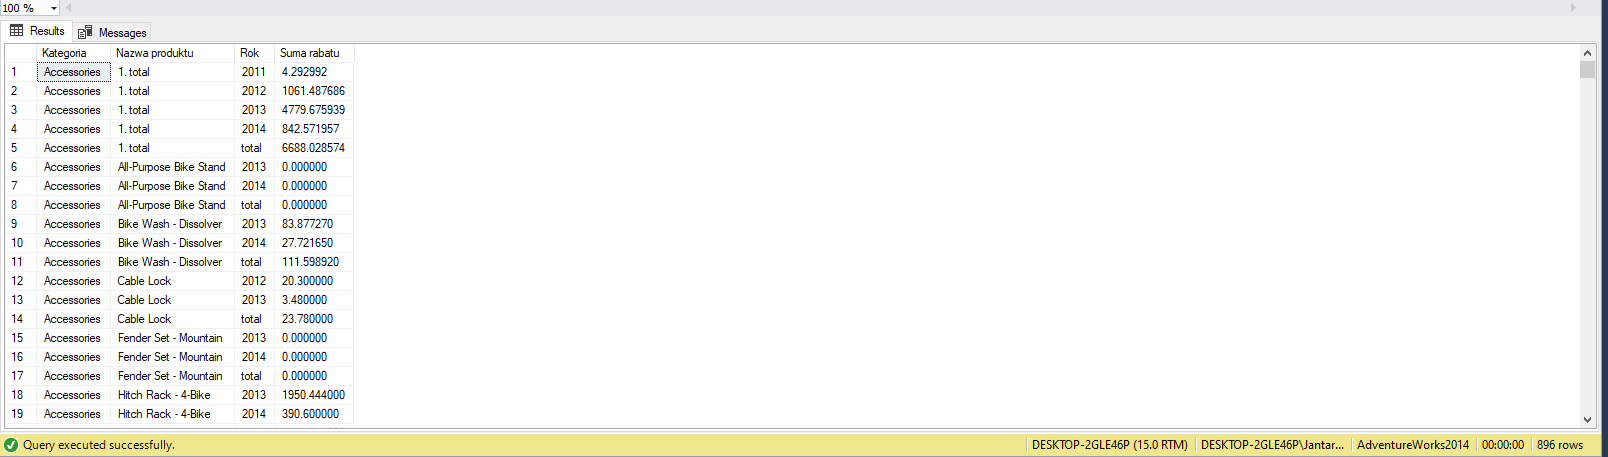 100 %
Results Messages
Kategoria Nazwa produktu Rok Suma rabatu
1 Accessories 1. total 2011 4.292992
2 Accessories 1. total 2012 1061.487686
3 Accessories 1. total 2013 4779.675939
4 Accessories 1. total 2014 842.571957
5 Accessories 1. total total 6688.028574
6 Accessories All-Purpose Bike Stand 2013 0.000000
7 Accessories All-Purpose Bike Stand 2014 0.000000
8 Accessories All-Purpose Bike Stand total 0.000000
9 Accessories Bike Wash - Dissolver 2013 83.877270
10 Accessories Bike Wash - Dissolver 2014 27.721650
11 Accessories Bike Wash - Dissolver total 111.598920
12 Accessories Cable Lock 2012 20.300000
13 Accessories Cable Lock 2013 3.480000
14 Accessories Cable Lock total 23.780000
15 Accessories Fender Set - Mountain 2013 0.000000
16 Accessories Fender Set - Mountain 2014 0.000000
17 Accessories Fender Set - Mountain total 0.000000
18 Accessories Hitch Rack - 4-Bike 2013 1950.444000
19 Accessories Hitch Rack - 4-Bike 2014 390.600000
Query executed successfully. DESKTOP-2GLE46P (15.0 RTM) DESKTOP-2GLE46P\Jantar... AdventureWorks2014 00:00:00 896 rows